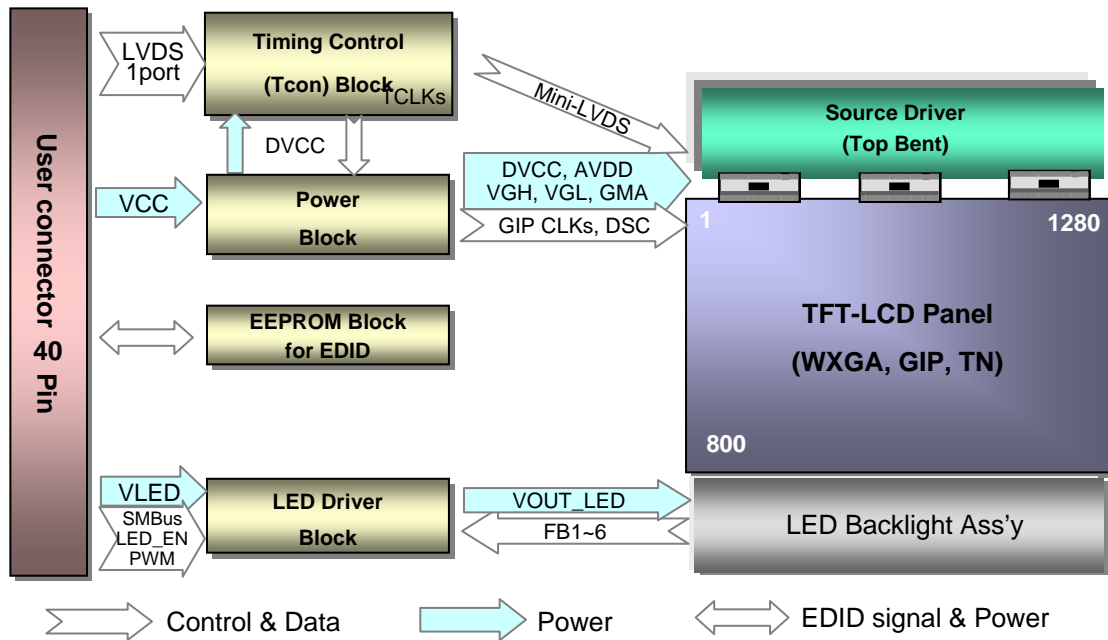 User connector 40 Pin
LVDS
1port
Timing Control
(Tcon) Block
TCLKs
Mini-LVDS
Source Driver
(Top Bent)
DVCC
VCC
Power
Block
DVCC, AVDD
VGH, VGL, GMA
GIP CLKs, DSC
1
1280
EEPROM Block
for EDID
TFT-LCD Panel
(WXGA, GIP, TN)
800
VLED
SMBus
LED_EN
PWM
LED Driver
Block
VOUT_LED
FB1~6
LED Backlight Ass’y
Control & Data
Power
EDID signal & Power